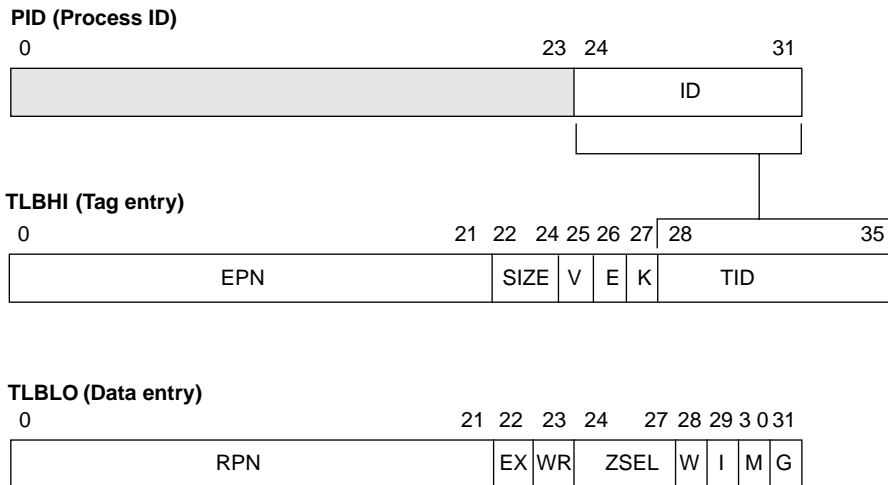 PID (Process ID)
0 23 24 31
ID
TLBHI (Tag entry)
0 21 22 24 25 26 27 28 35
EPN SIZE V E K TID
TLBLO (Data entry)
0 21 22 23 24 27 28 29 3 0 31
RPN EX WR ZSEL W I M G